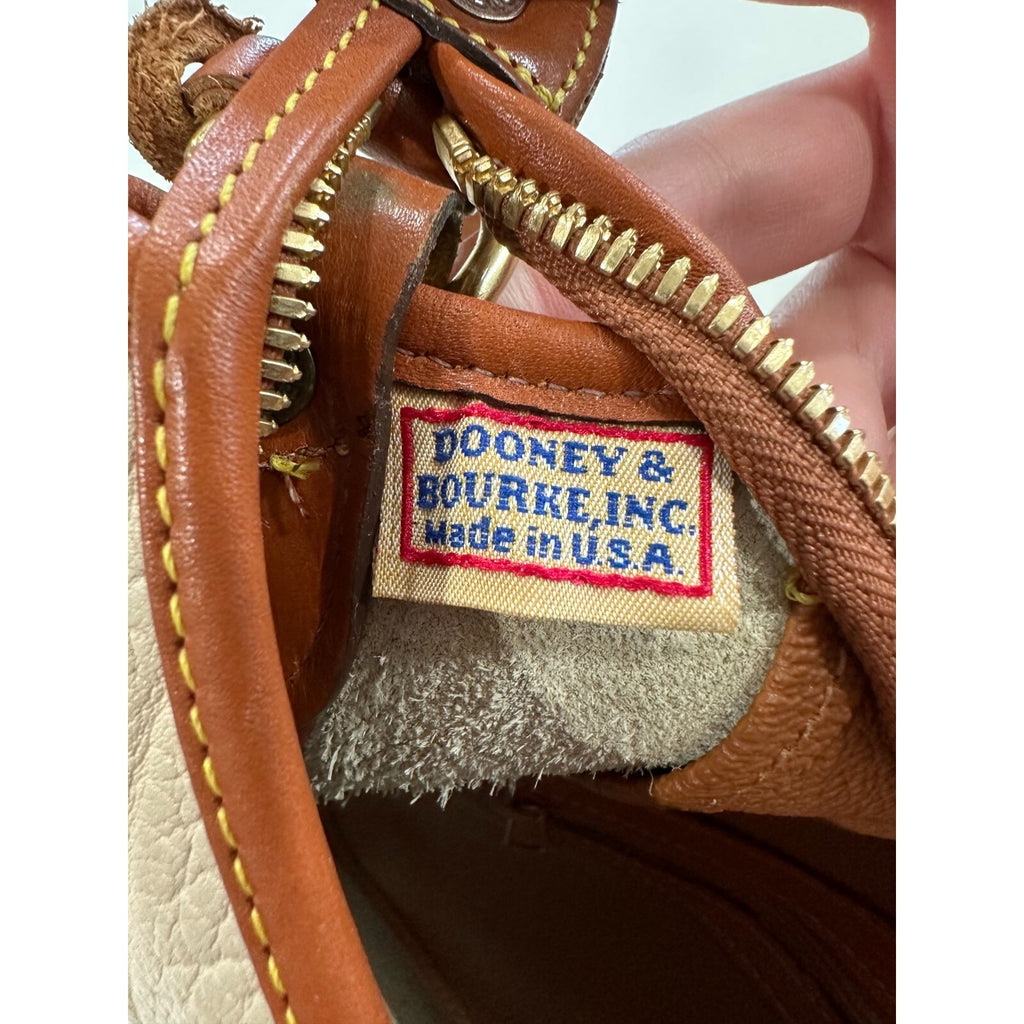 DOONEY &
BOURKE, INC.
Made in U.S.A.